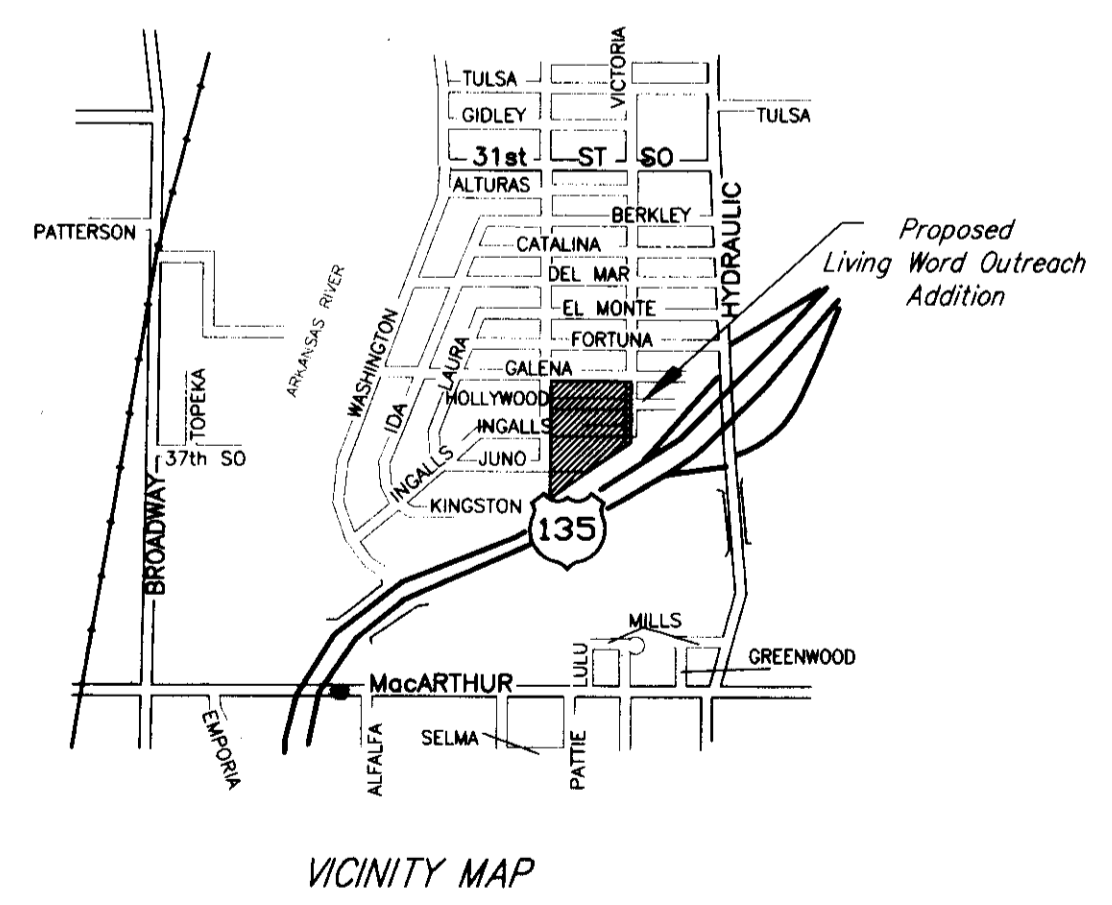 VICTORIA
TULSA
GIDLEY
TULSA
31st ST SO
ALTURAS
HYDRAULIC
BERKLEY
PATTERSON
Proposed
Living Word Outreach
Addition
CATALINA
DEL MAR
ARKANSAS RIVER
EL MONTE
WASHINGTON
FORTUNA
LAURA
GALENA
TOPEKA
IDA
HOLLYWOOD
INGALLS
37th SO
JUNO
INGALLS
BROADWAY
KINGSTON
135
MILLS
LULU
GREENWOOD
MacARTHUR
EMPORIA
ALFALFA
SELMA
PATTIE
VICINITY MAP